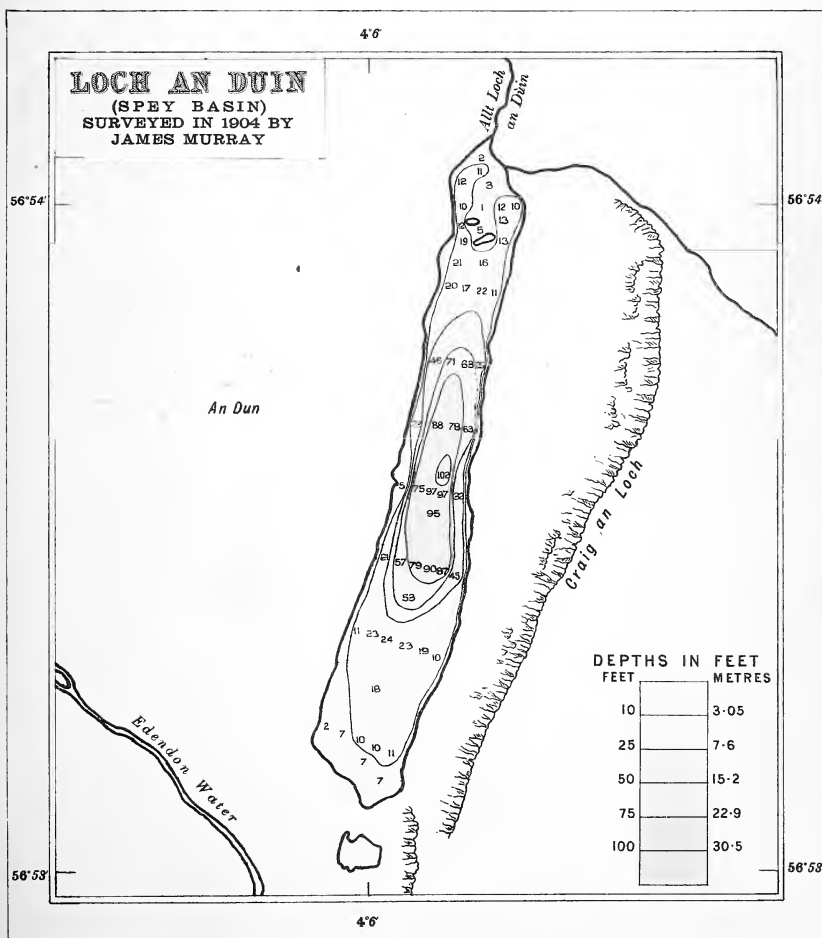 4°6'
LOCH AN DUIN
(SPEY BASIN)
SURVEYED IN 1904 BY
JAMES MURRAY
Allt Loch
an Dùin
56°54'
56°54'
2
11
12 3
10 1 12 10
12 13
5
19 13
21 16
20 17 22 11
71 63
An Dun
88 78 63
102
5 75 97 97 32
95
21 57 79 90 87 45
53
11 23 24 23 19 10
18
2 7 10 10 11
7 7
Craig an Loch
Edendon Water
DEPTHS IN FEET
FEET METRES
10 3·05
25 7·6
50 15·2
75 22·9
100 30·5
56°53'
56°53'
4°6'